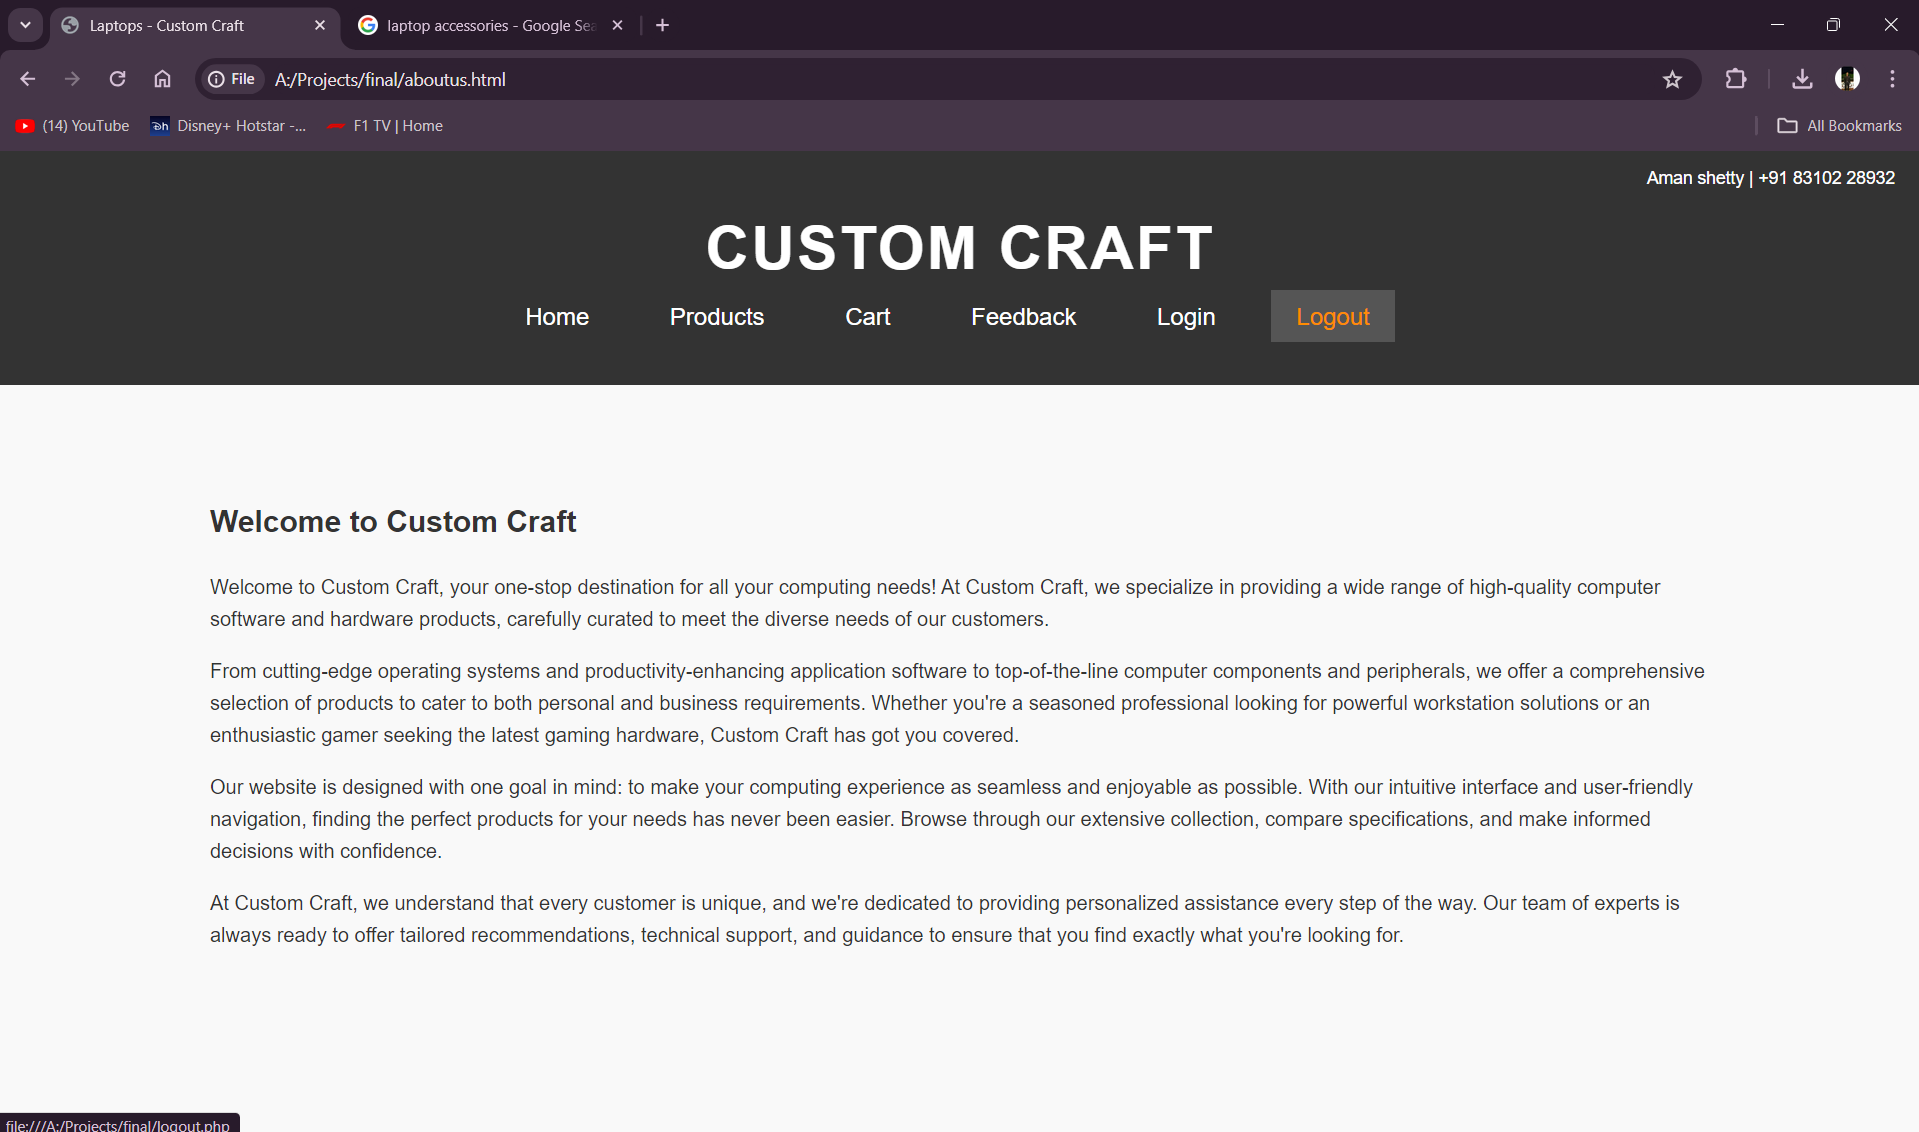 Laptops - Custom Craft
laptop accessories - Google Sea
File
A:/Projects/final/aboutus.html
(14) YouTube
Disney+ Hotstar -...
F1 TV | Home
All Bookmarks
Aman shetty | +91 83102 28932
CUSTOM CRAFT
Home Products Cart Feedback Login Logout
Welcome to Custom Craft
Welcome to Custom Craft, your one-stop destination for all your computing needs! At Custom Craft, we specialize in providing a wide range of high-quality computer
software and hardware products, carefully curated to meet the diverse needs of our customers.
From cutting-edge operating systems and productivity-enhancing application software to top-of-the-line computer components and peripherals, we offer a comprehensive
selection of products to cater to both personal and business requirements. Whether you're a seasoned professional looking for powerful workstation solutions or an
enthusiastic gamer seeking the latest gaming hardware, Custom Craft has got you covered.
Our website is designed with one goal in mind: to make your computing experience as seamless and enjoyable as possible. With our intuitive interface and user-friendly
navigation, finding the perfect products for your needs has never been easier. Browse through our extensive collection, compare specifications, and make informed
decisions with confidence.
At Custom Craft, we understand that every customer is unique, and we're dedicated to providing personalized assistance every step of the way. Our team of experts is
always ready to offer tailored recommendations, technical support, and guidance to ensure that you find exactly what you're looking for.
file:///A:/Projects/final/logout.php